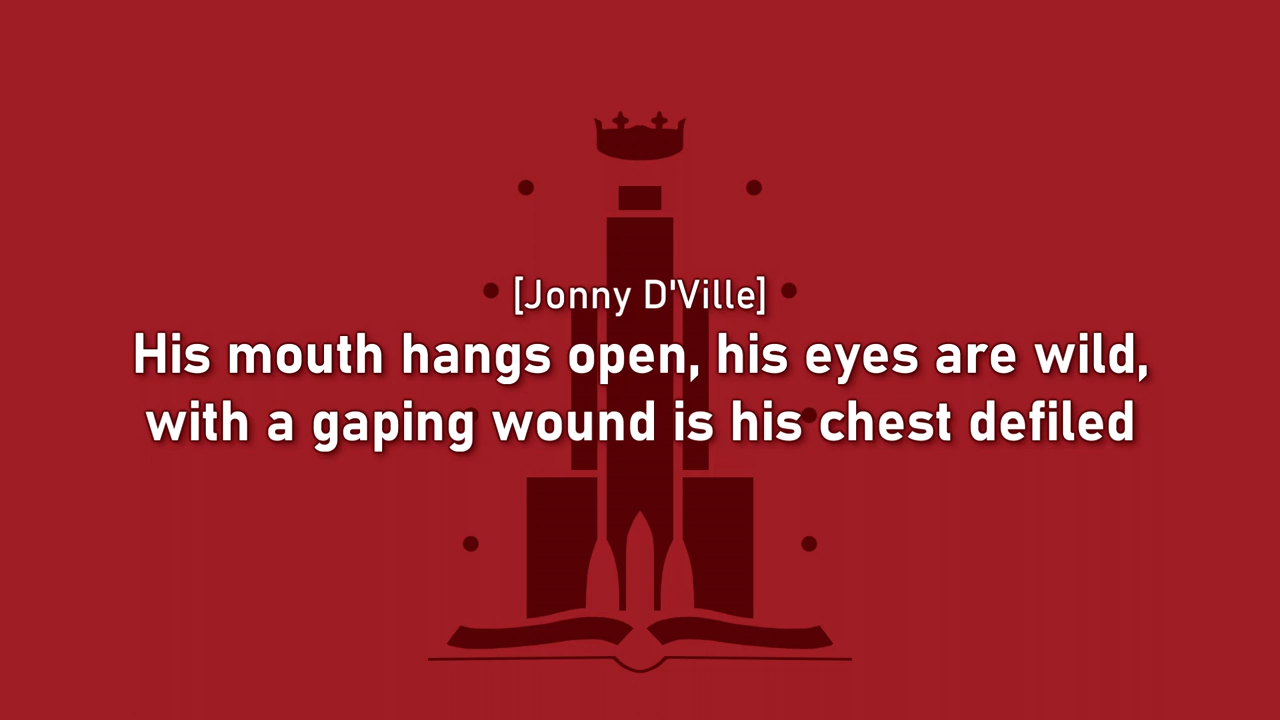 [Jonny D'Ville]
His mouth hangs open, his eyes are wild,
with a gaping wound is his chest defiled